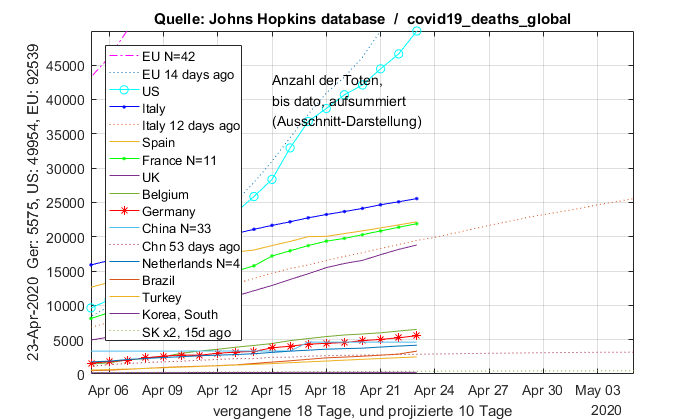 Quelle: Johns Hopkins database / covid19_deaths_global
23-Apr-2020 Ger: 5575, US: 49954, EU: 92539
45000
40000
35000
30000
25000
20000
15000
10000
5000
0
EU N=42
EU 14 days ago
US
Italy
Italy 12 days ago
Spain
France N=11
UK
Belgium
Germany
China N=33
Chn 53 days ago
Netherlands N=4
Brazil
Turkey
Korea, South
SK x2, 15d ago
Anzahl der Toten,
bis dato, aufsummiert
(Ausschnitt-Darstellung)
Apr 06 Apr 09 Apr 12 Apr 15 Apr 18 Apr 21 Apr 24 Apr 27 Apr 30 May 03
2020
vergangene 18 Tage, und projizierte 10 Tage